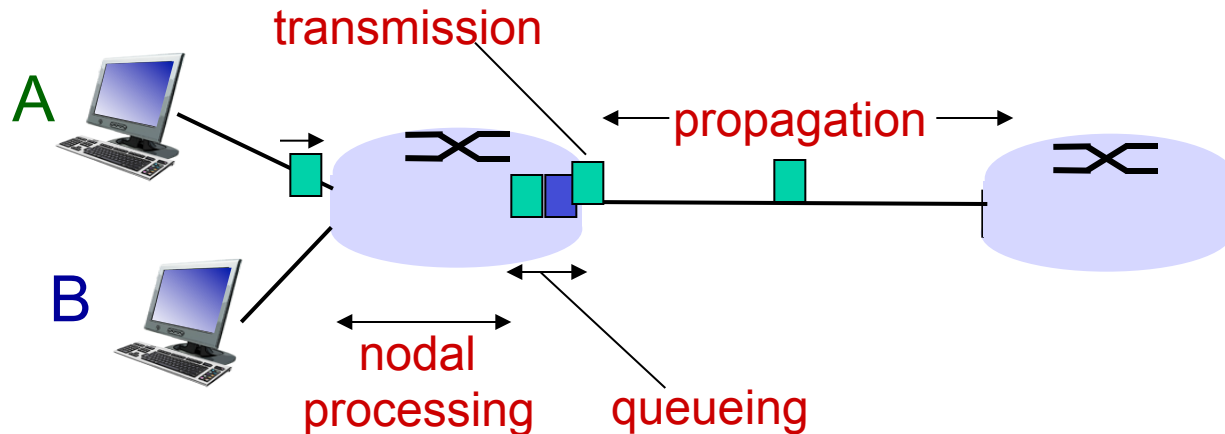 transmission
A
propagation
B
nodal
processing
queueing